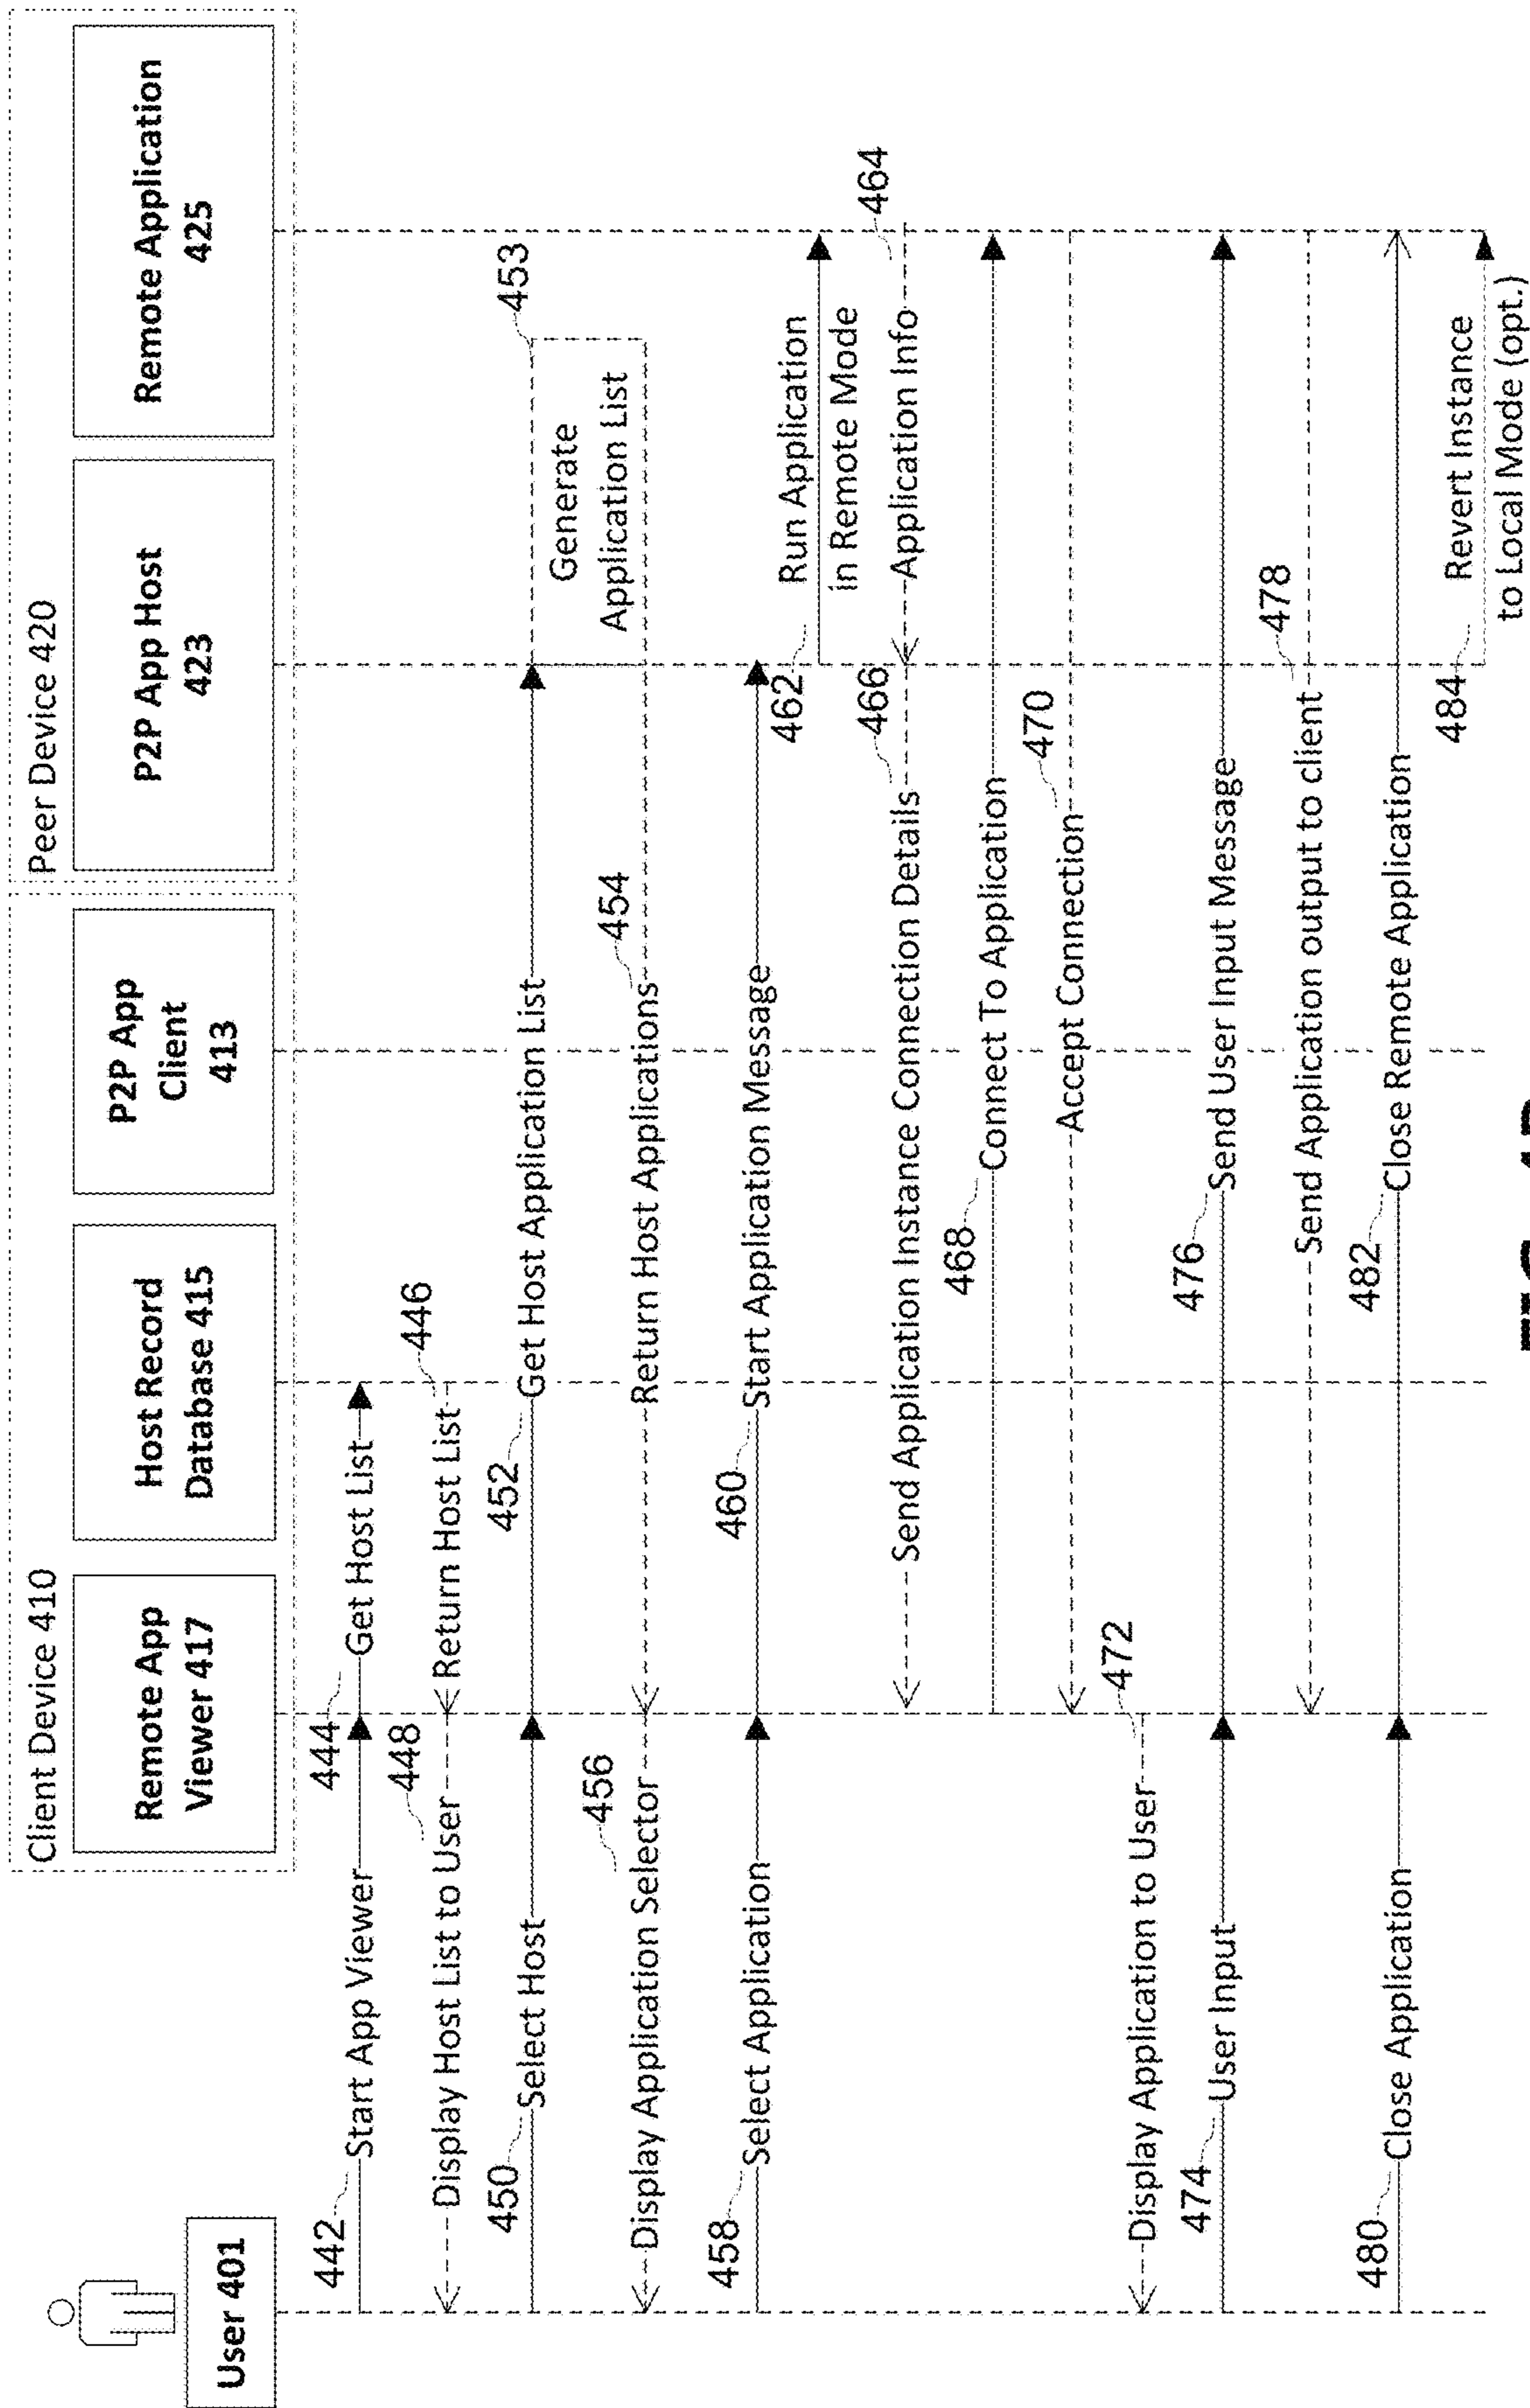 Client Device 410
Peer Device 420
User 401
Remote App
Viewer 417
Host Record
Database 415
P2P App
Client
413
P2P App Host
423
Remote Application
425
442
Start App Viewer
444
Get Host List
446
Return Host List
448
Display Host List to User
450
Select Host
452
Get Host Application List
453
Generate
Application List
454
Return Host Applications
456
Display Application Selector
458
Select Application
460
Start Application Message
462
Run Application
in Remote Mode
464
Application Info
466
Send Application Instance Connection Details
468
Connect To Application
470
Accept Connection
472
Display Application to User
474
User Input
476
Send User Input Message
478
Send Application output to client
480
Close Application
482
Close Remote Application
484
Revert Instance
to Local Mode (opt.)